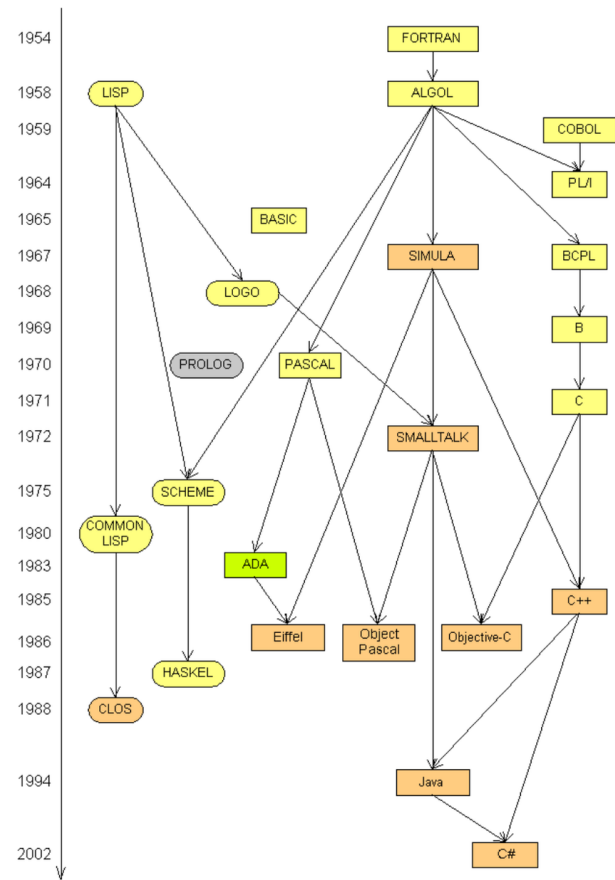 1954
FORTRAN
1958
LISP
ALGOL
1959
COBOL
1964
PL/I
1965
BASIC
1967
SIMULA
BCPL
1968
LOGO
1969
B
1970
PROLOG
PASCAL
1971
C
1972
SMALLTALK
1975
SCHEME
1980
COMMON
LISP
1983
ADA
1985
C++
1986
Eiffel
Object
Pascal
Objective-C
1987
HASKEL
1988
CLOS
1994
Java
2002
C#